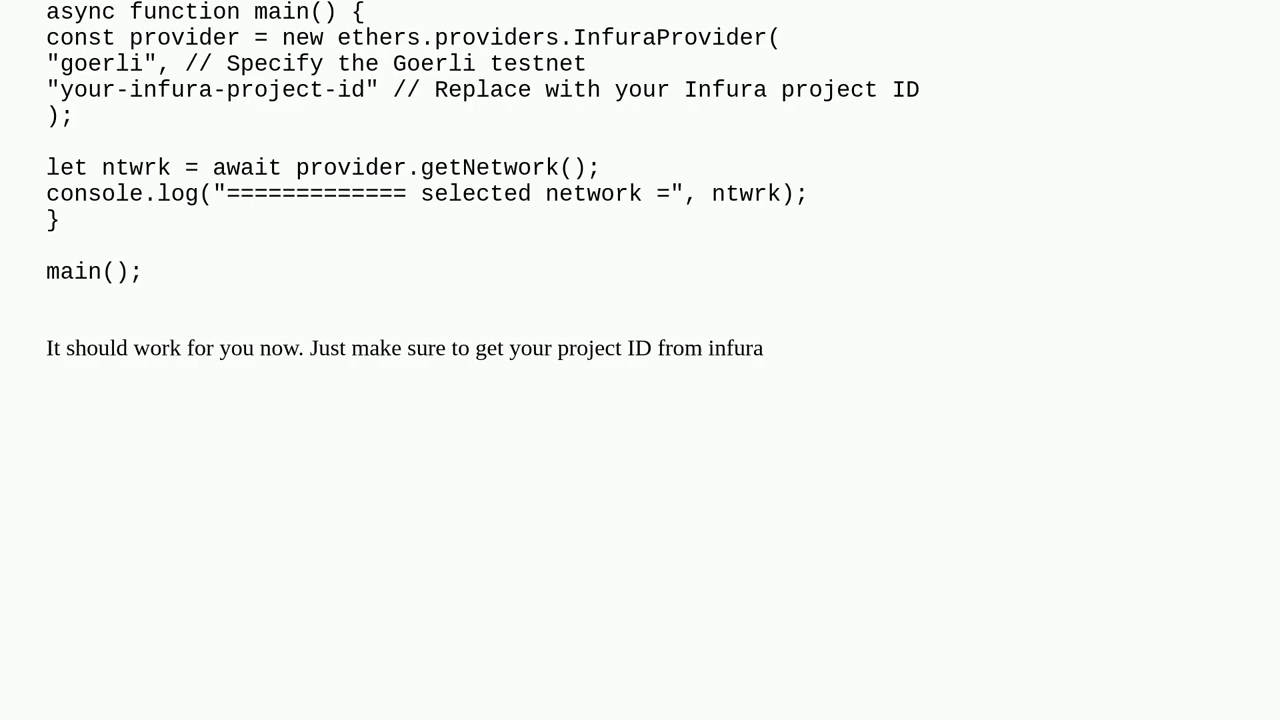 async function main() {
const provider = new ethers.providers.InfuraProvider(
"goerli", // Specify the Goerli testnet
"your-infura-project-id" // Replace with your Infura project ID
);
let ntwrk = await provider.getNetwork();
console.log("============= selected network =", ntwrk);
}
main();
It should work for you now. Just make sure to get your project ID from infura